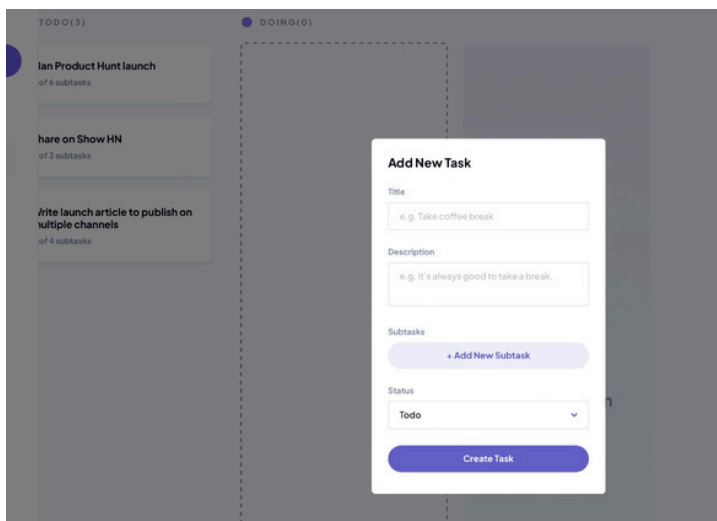 TODO(3)
DOING(0)
lan Product Hunt launch
of 6 subtasks
hare on Show HN
of 3 subtasks
Write launch article to publish on
multiple channels
of 4 subtasks
Add New Task
Title
e.g. Take coffee break
Description
e.g. It's always good to take a break.
Subtasks
+ Add New Subtask
Status
Todo
Create Task
n